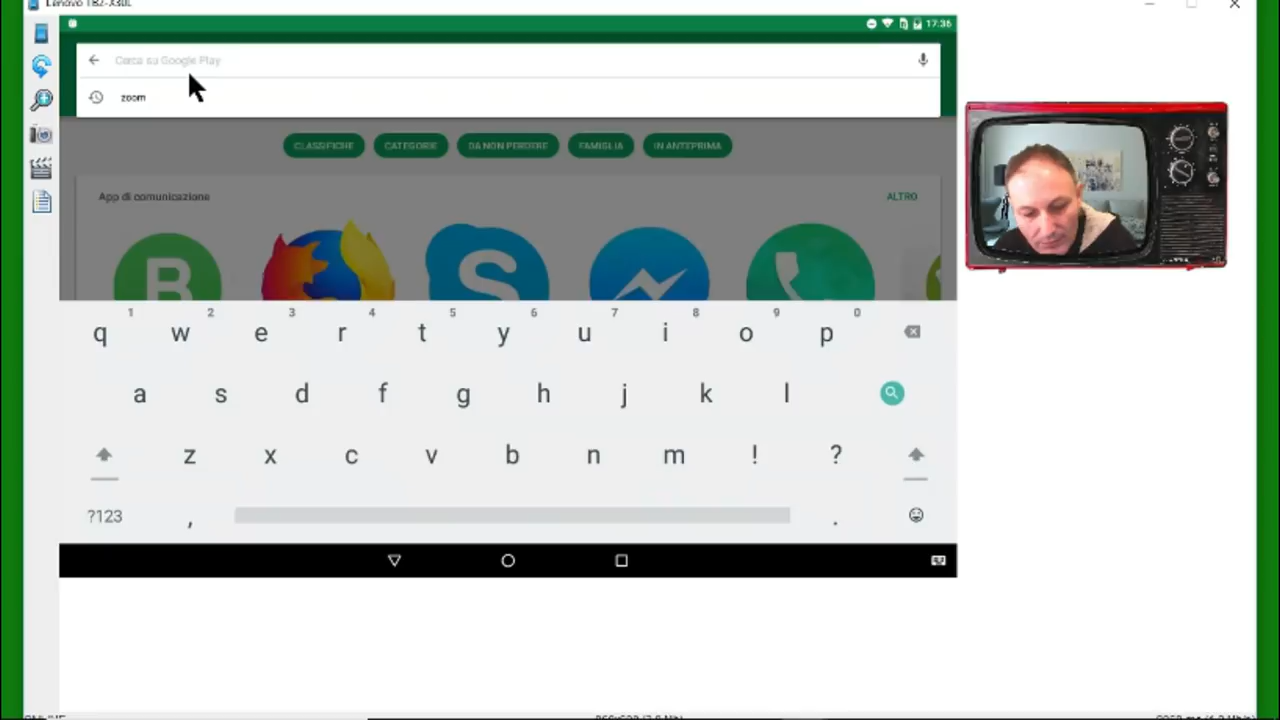 Lenovo TB2-X30L
17:36
Cerca su Google Play
zoom
CLASSIFICHE CATEGORIE DA NON PERDERE FAMIGLIA IN ANTEPRIMA
App di comunicazione ALTRO
B S
1 2 3 4 5 6 7 8 9 0
q w e r t y u i o p
a s d f g h j k l
z x c v b n m ! ?
?123 , .